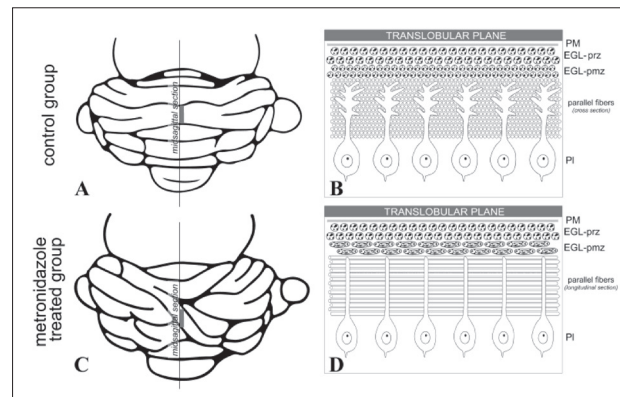 control group
midsagittal section
A
TRANSLOBULAR PLANE
PM
EGL-prz
EGL-pmz
parallel fibers
(cross section)
Pl
B
metronidazole
treated group
midsagittal section
C
TRANSLOBULAR PLANE
PM
EGL-prz
EGL-pmz
parallel fibers
(longitudinal section)
Pl
D